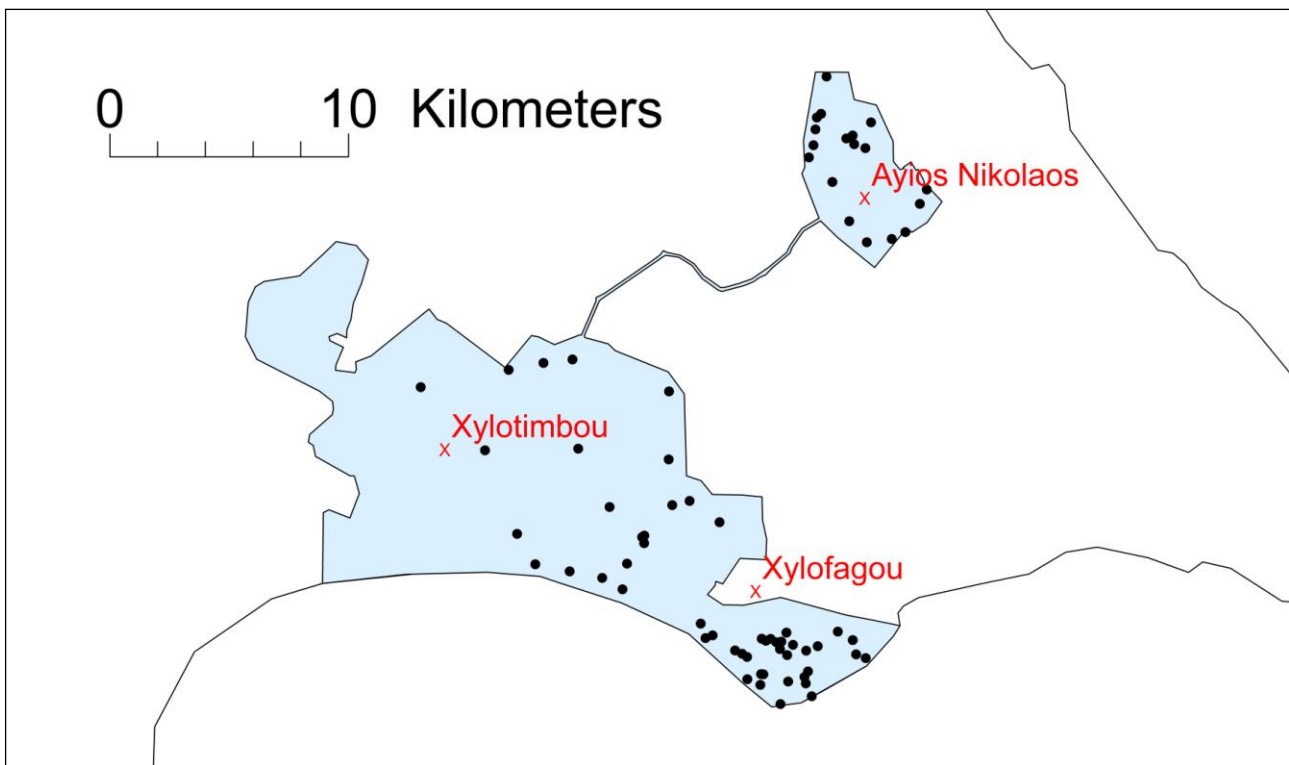 0 10 Kilometers
Ayios Nikolaos
x
Xylotimbou
x
Xylofagou
x